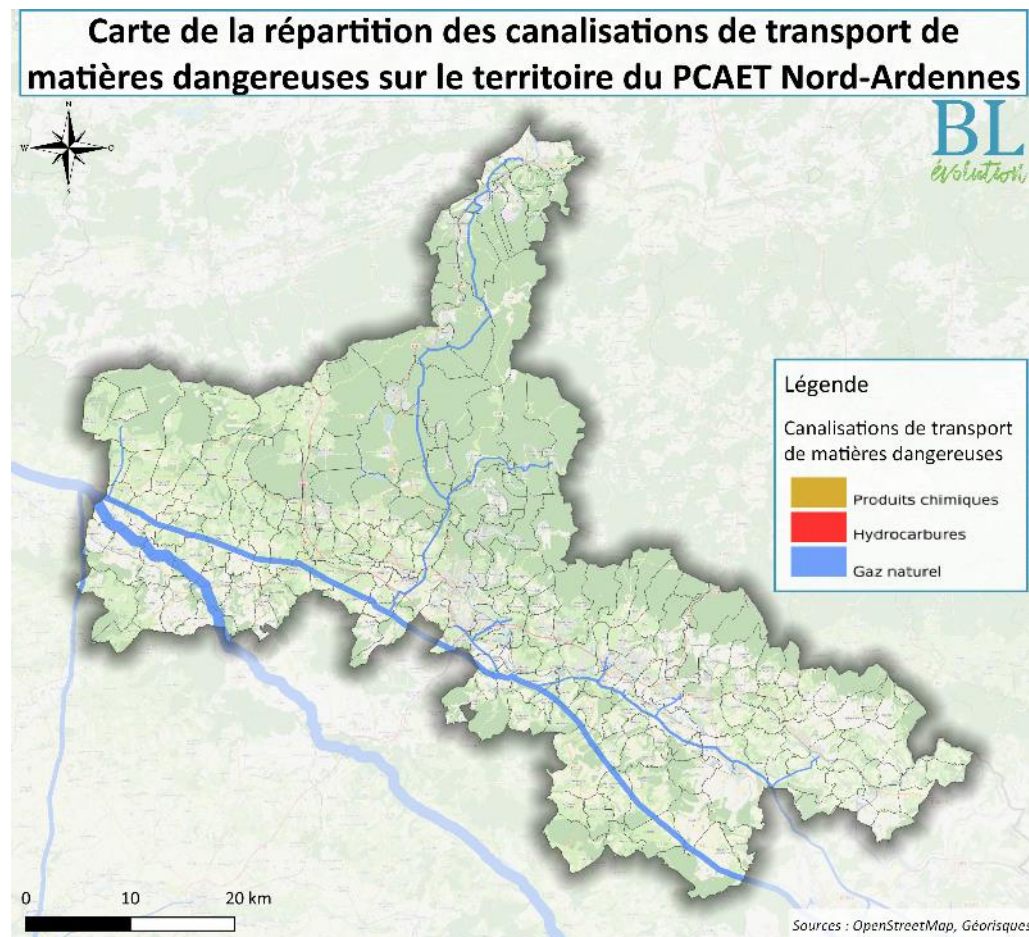 Carte de la répartition des canalisations de transport de
matières dangereuses sur le territoire du PCAET Nord-Ardennes
N
W
O
S
BL
évolution
Légende
Canalisations de transport
de matières dangereuses
Produits chimiques
Hydrocarbures
Gaz naturel
0 10 20 km
Sources : OpenStreetMap, Géorisques